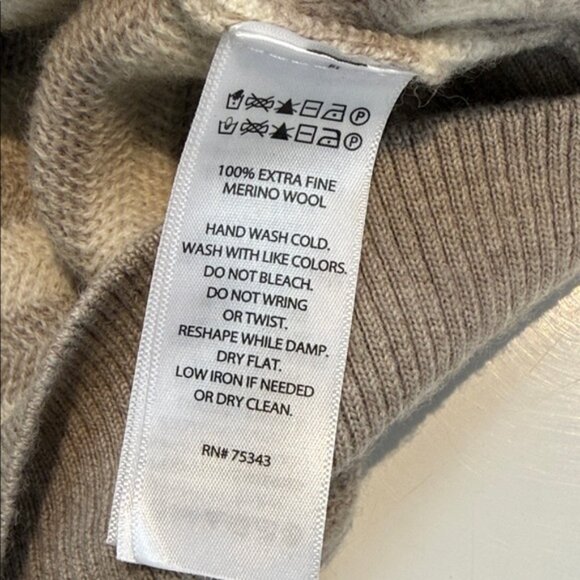 100% EXTRA FINE
MERINO WOOL
HAND WASH COLD.
WASH WITH LIKE COLORS.
DO NOT BLEACH.
DO NOT WRING
OR TWIST.
RESHAPE WHILE DAMP.
DRY FLAT.
LOW IRON IF NEEDED
OR DRY CLEAN.
RN# 75343